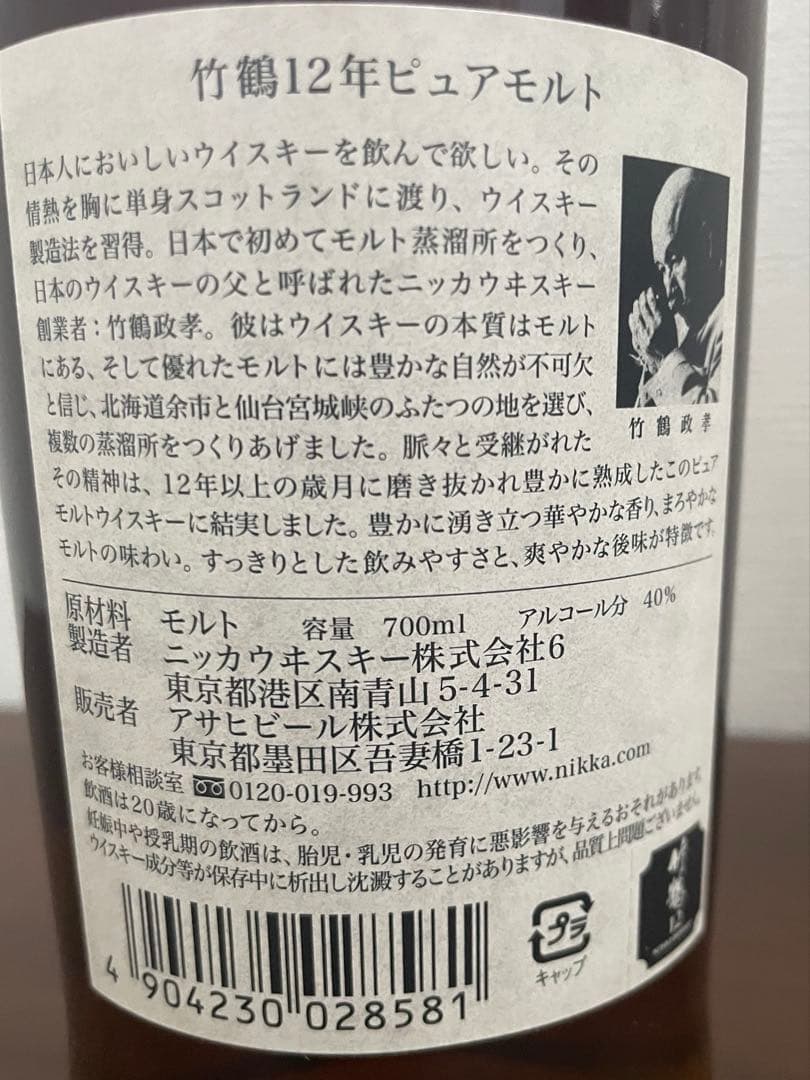 竹鶴12年ピュアモルト
日本人においしいウイスキーを飲んで欲しい。その
情熱を胸に単身スコットランドに渡り、ウイスキー
製造法を習得。日本で初めてモルト蒸溜所をつくり、
日本のウイスキーの父と呼ばれたニッカウヰスキー
創業者：竹鶴政孝。彼はウイスキーの本質はモルト
にある、そして優れたモルトには豊かな自然が不可欠
と信じ、北海道余市と仙台宮城峡のふたつの地を選び、
複数の蒸溜所をつくりあげました。脈々と受継がれた
その精神は、12年以上の歳月に磨き抜かれ豊かに熟成したこのピュア
モルトウイスキーに結実しました。豊かに湧き立つ華やかな香り、まろやかな
モルトの味わい。すっきりとした飲みやすさと、爽やかな後味が特徴です。
竹鶴政孝
原材料 モルト 容量 700ml アルコール分 40%
製造者 ニッカウヰスキー株式会社6
東京都港区南青山5-4-31
販売者 アサヒビール株式会社
東京都墨田区吾妻橋1-23-1
お客様相談室 0120-019-993 http://www.nikka.com
飲酒は20歳になってから。
妊娠中や授乳期の飲酒は、胎児・乳児の発育に悪影響を与えるおそれがあります。
ウイスキー成分等が保存中に析出し沈澱することがありますが、品質上問題ございません。
4 904230 028581
プラ
キャップ
竹鶴